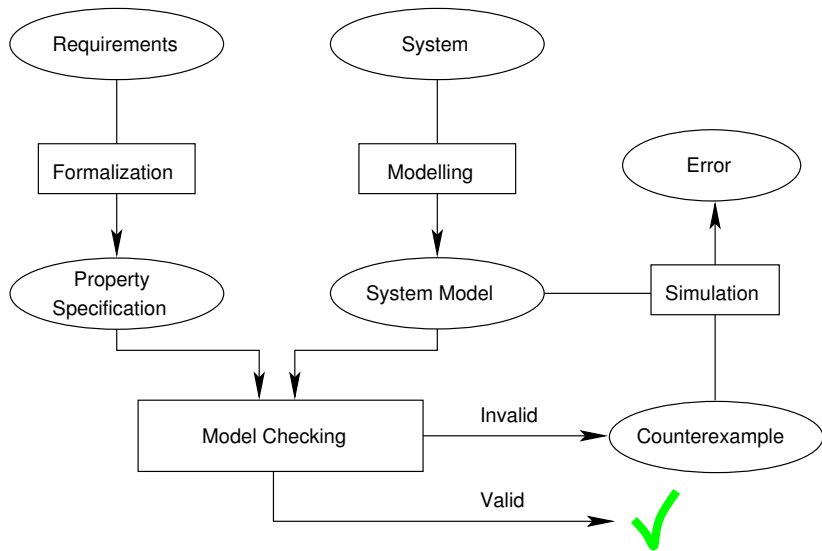 Requirements
System
Formalization
Modelling
Error
Property
Specification
System Model
Simulation
Model Checking
Invalid
Counterexample
Valid